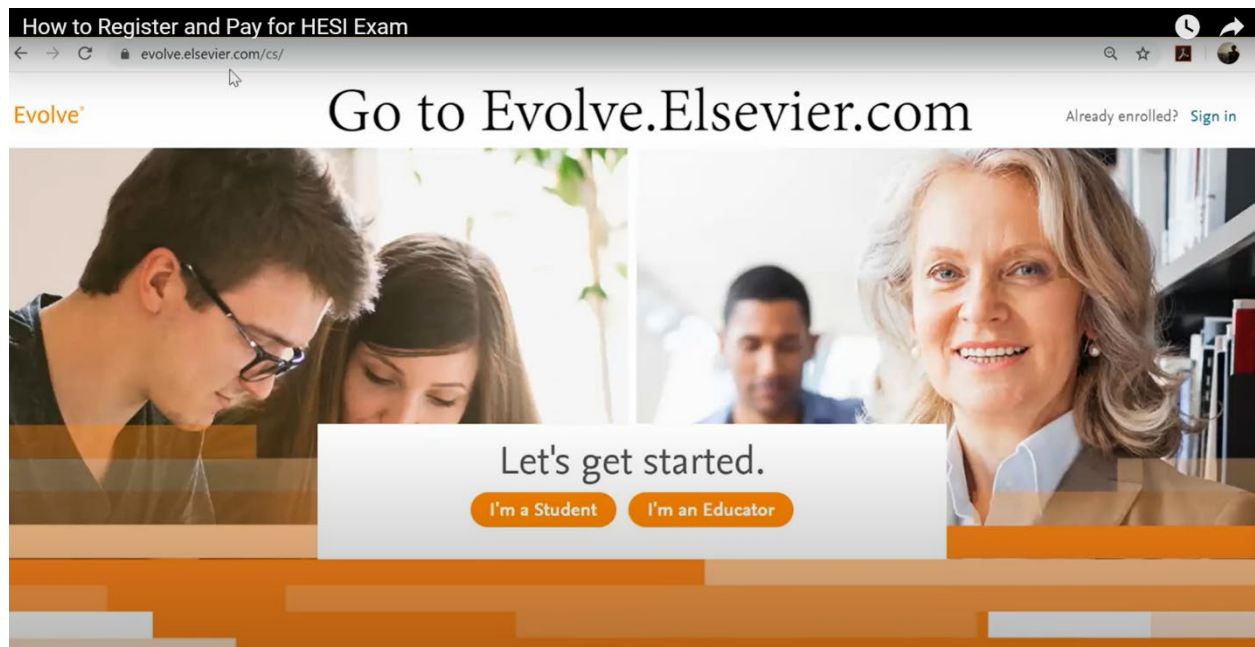 How to Register and Pay for HESI Exam
evolve.elsevier.com/cs/
Evolve®
Go to Evolve.Elsevier.com
Already enrolled? Sign in
Let's get started.
I'm a Student
I'm an Educator